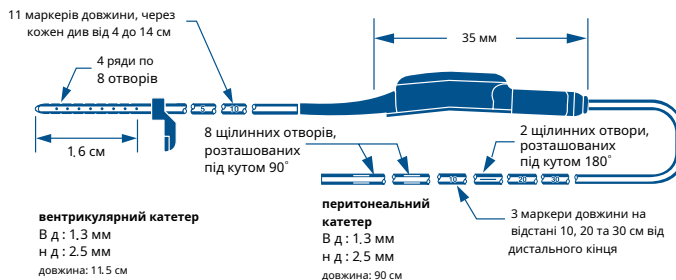 11 маркерів довжини, через
кожен див від 4 до 14 см
4 ряди по
8 отворів
35 мм
5
10
1,6 см
8 щілинних отворів,
розташованих
під кутом 90°
2 щілинних отвори,
розташованих
під кутом 180°
10
20
30
вентрикулярний катетер
В д : 1.3 мм
н д : 2.5 мм
довжина: 11.5 см
перитонеальний
катетер
В д : 1.3 мм
н д : 2,5 мм
довжина: 90 см
3 маркери довжини на
відстані 10, 20 та 30 см від
дистального кінця